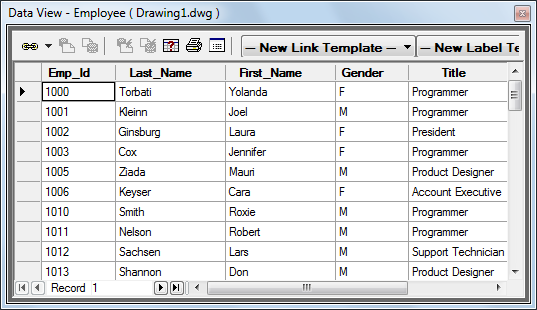 Data View - Employee ( Drawing1.dwg )
— New Link Template — — New Label Te
Emp_Id Last_Name First_Name Gender Title
1000 Torbati Yolanda F Programmer
1001 Kleinn Joel M Programmer
1002 Ginsburg Laura F President
1003 Cox Jennifer F Programmer
1005 Ziada Mauri M Product Designer
1006 Keyser Cara F Account Executive
1010 Smith Roxie M Programmer
1011 Nelson Robert M Programmer
1012 Sachsen Lars M Support Technician
1013 Shannon Don M Product Designer
Record 1